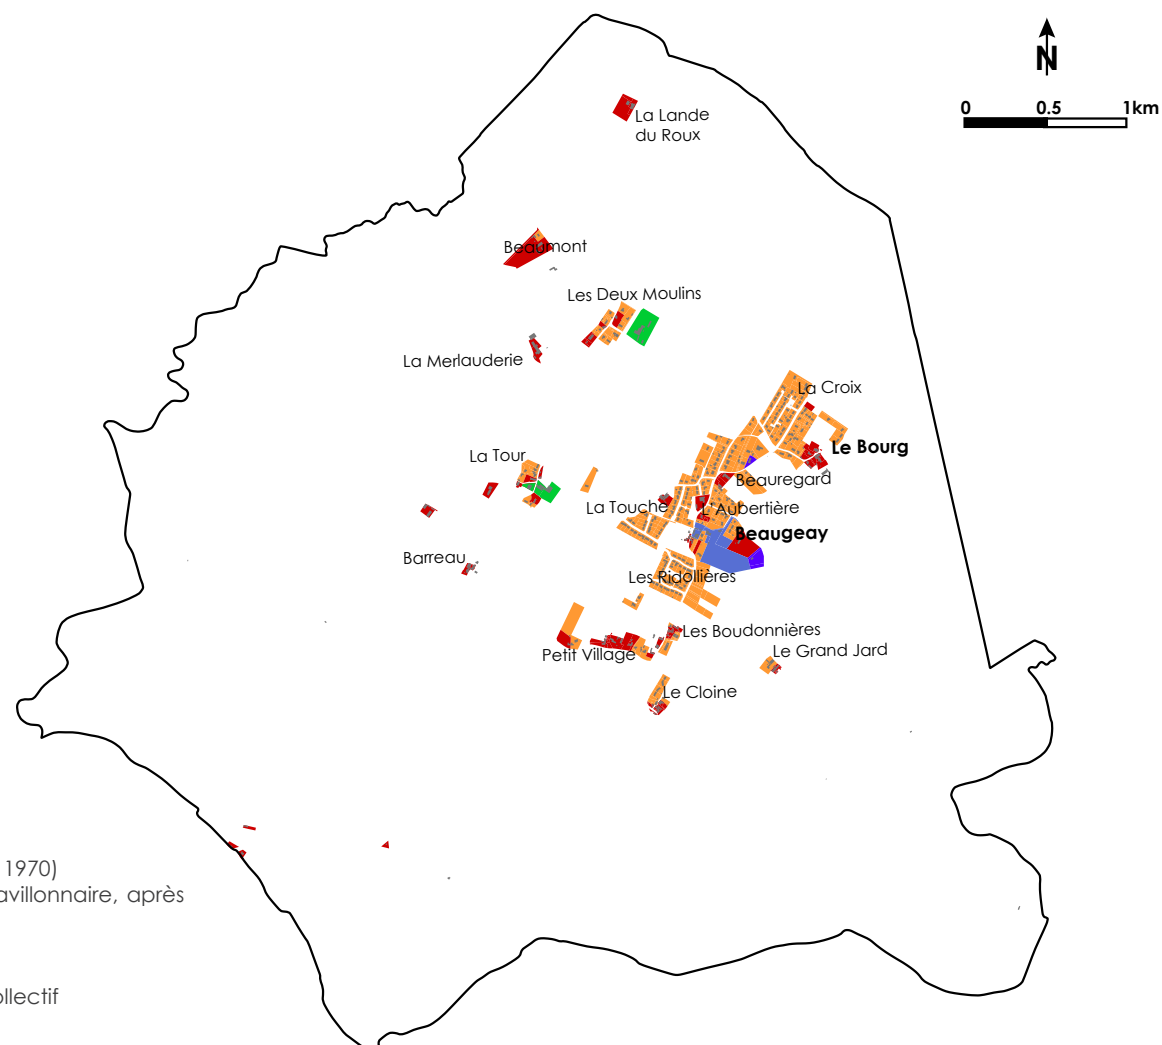 N
0 0.5 1km
La Lande
du Roux
Beaumont
Les Deux Moulins
La Merlauderie
La Croix
Le Bourg
La Tour
Beauregard
La Touche
L'Aubertière
Beaugeay
Barreau
Les Ridollières
Les Boudonnières
Petit Village
Le Grand Jard
Le Cloine
1970)
avillonnaire, après
ollectif